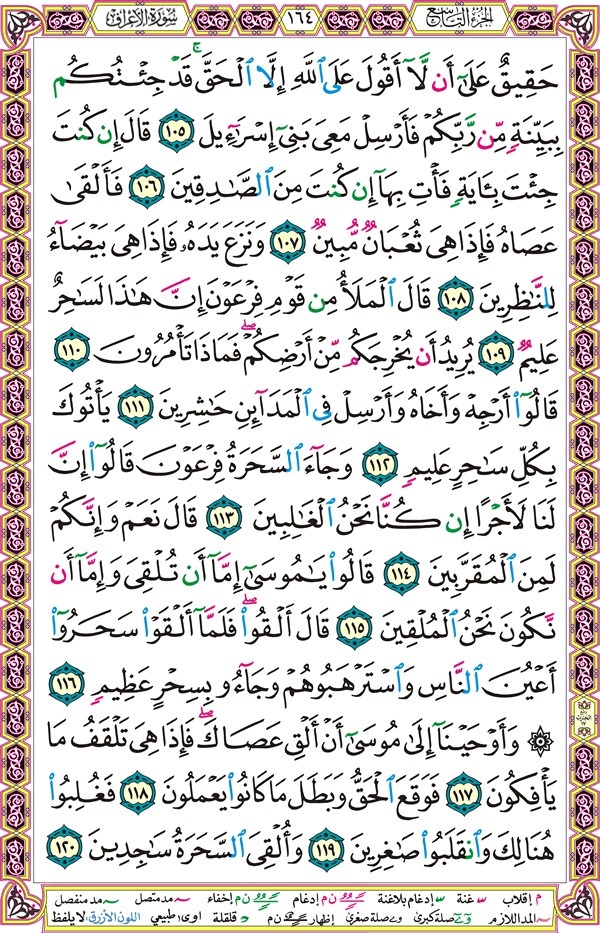 الجزء التاسع ١٦٤ سورة الأعراف
حَقِيقٌ عَلَىٰٓ أَن لَّآ أَقُولَ عَلَى ٱللَّهِ إِلَّا ٱلْحَقَّ ۚ قَدْ جِئْتُكُم
بِبَيِّنَةٍ مِّن رَّبِّكُمْ فَأَرْسِلْ مَعِىَ بَنِىٓ إِسْرَٰٓءِيلَ ١٠٥ قَالَ إِن كُنتَ
جِئْتَ بِـَٔايَةٍ فَأْتِ بِهَآ إِن كُنتَ مِنَ ٱلصَّـٰدِقِينَ ١٠٦ فَأَلْقَىٰ
عَصَاهُ فَإِذَا هِىَ ثُعْبَانٌ مُّبِينٌ ١٠٧ وَنَزَعَ يَدَهُۥ فَإِذَا هِىَ بَيْضَآءُ
لِلنَّـٰظِرِينَ ١٠٨ قَالَ ٱلْمَلَأُ مِن قَوْمِ فِرْعَوْنَ إِنَّ هَـٰذَا لَسَـٰحِرٌ
عَلِيمٌ ١٠٩ يُرِيدُ أَن يُخْرِجَكُم مِّنْ أَرْضِكُمْ ۖ فَمَاذَا تَأْمُرُونَ ١١٠
قَالُوٓا۟ أَرْجِهْ وَأَخَاهُ وَأَرْسِلْ فِى ٱلْمَدَآئِنِ حَـٰشِرِينَ ١١١ يَأْتُوكَ
بِكُلِّ سَـٰحِرٍ عَلِيمٍ ١١٢ وَجَآءَ ٱلسَّحَرَةُ فِرْعَوْنَ قَالُوٓا۟ إِنَّ
لَنَا لَأَجْرًا إِن كُنَّا نَحْنُ ٱلْغَـٰلِبِينَ ١١٣ قَالَ نَعَمْ وَإِنَّكُمْ
لَمِنَ ٱلْمُقَرَّبِينَ ١١٤ قَالُوا۟ يَـٰمُوسَىٰٓ إِمَّآ أَن تُلْقِىَ وَإِمَّآ أَن
نَّكُونَ نَحْنُ ٱلْمُلْقِينَ ١١٥ قَالَ أَلْقُوا۟ ۖ فَلَمَّآ أَلْقَوْا۟ سَحَرُوٓا۟
أَعْيُنَ ٱلنَّاسِ وَٱسْتَرْهَبُوهُمْ وَجَآءُو بِسِحْرٍ عَظِيمٍ ١١٦
۞ وَأَوْحَيْنَآ إِلَىٰ مُوسَىٰٓ أَنْ أَلْقِ عَصَاكَ ۖ فَإِذَا هِىَ تَلْقَفُ مَا
يَأْفِكُونَ ١١٧ فَوَقَعَ ٱلْحَقُّ وَبَطَلَ مَا كَانُوا۟ يَعْمَلُونَ ١١٨ فَغُلِبُوا۟
هُنَالِكَ وَٱنقَلَبُوا۟ صَـٰغِرِينَ ١١٩ وَأُلْقِىَ ٱلسَّحَرَةُ سَـٰجِدِينَ ١٢٠
إقلاب غنة إدغام بلاغنة إدغام إخفاء مد متصل مد منفصل
المد اللازم صلة كبرى صلة صغرى إظهار ن م قلقلة اوى: طبيعي اللون الأزرق: لا يلفظ